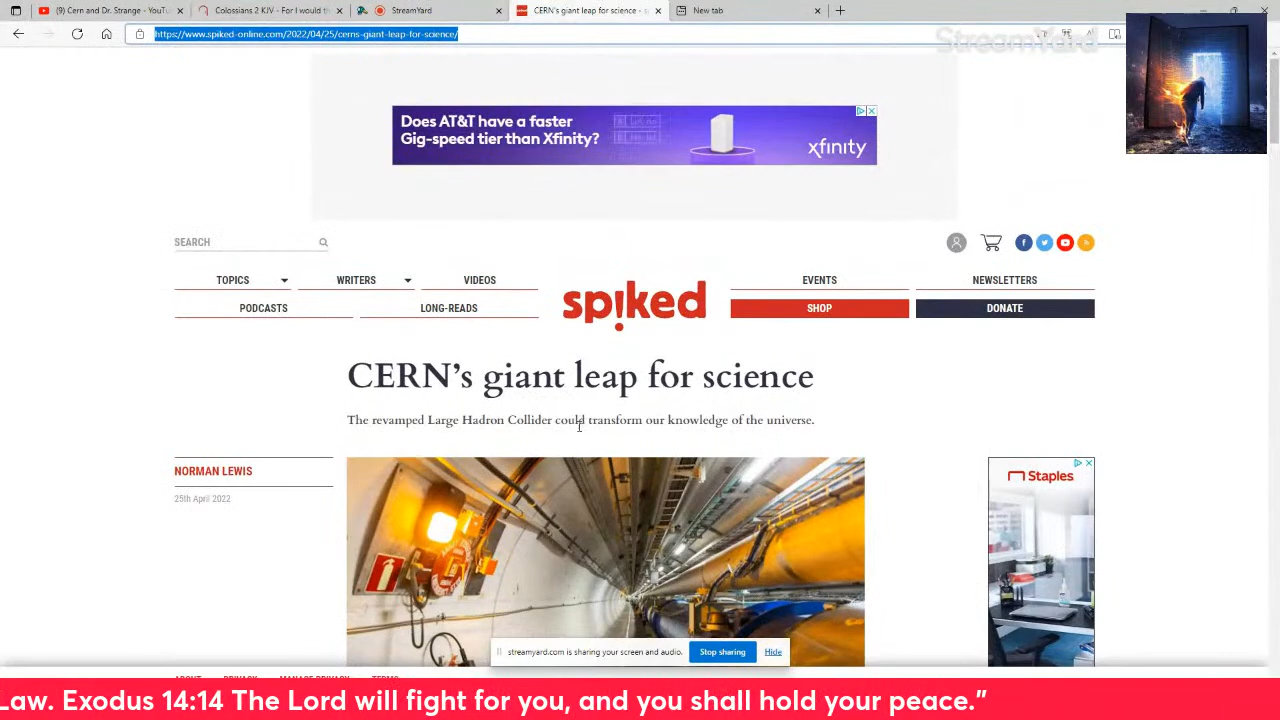 (9) Cern and Dr. Strange - YouTu
Colossians 2 KJV - For I would th
StreamYard
CERN's giant leap for science - s
New tab
https://www.spiked-online.com/2022/04/25/cerns-giant-leap-for-science/
StreamYard
Does AT&T have a faster
Gig-speed tier than Xfinity?
xfinity
SEARCH
TOPICS
WRITERS
VIDEOS
EVENTS
NEWSLETTERS
PODCASTS
LONG-READS
spiked
SHOP
DONATE
CERN's giant leap for science
The revamped Large Hadron Collider could transform our knowledge of the universe.
NORMAN LEWIS
25th April 2022
Staples
streamyard.com is sharing your screen and audio.
Stop sharing
Hide
Law. Exodus 14:14 The Lord will fight for you, and you shall hold your peace.”